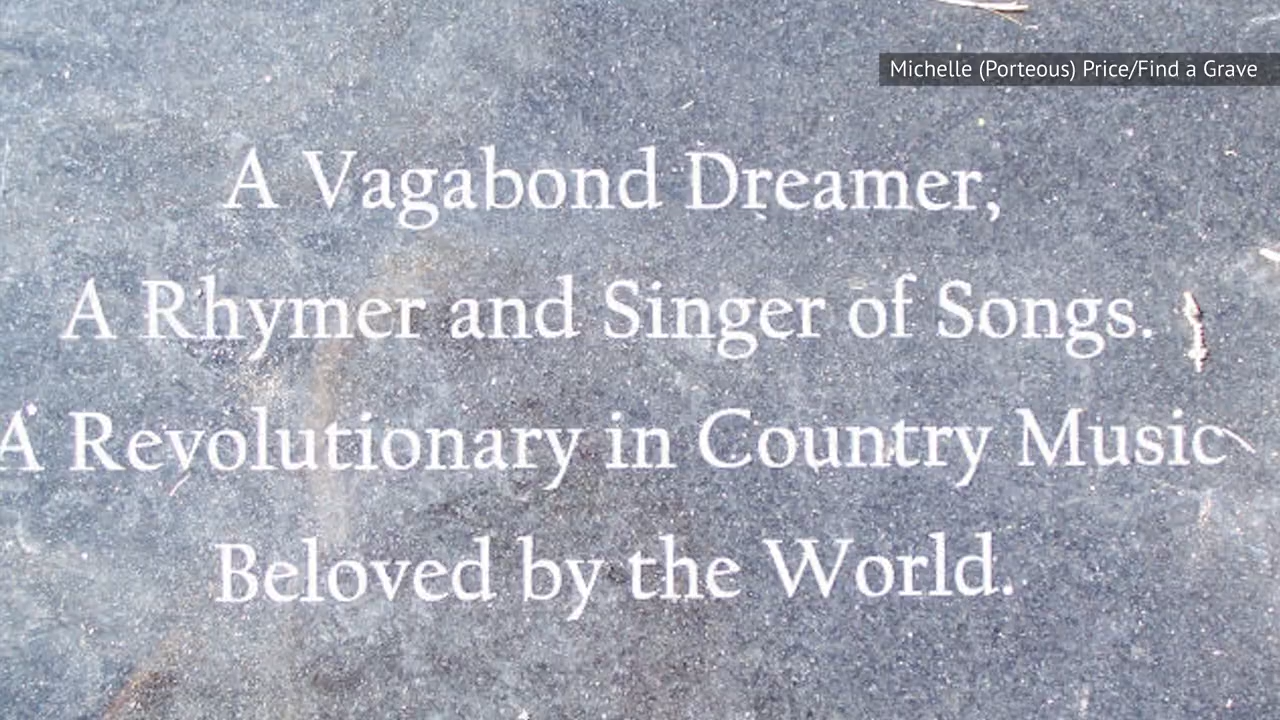 Michelle (Porteous) Price/Find a Grave
A Vagabond Dreamer,
A Rhymer and Singer of Songs.
A Revolutionary in Country Music
Beloved by the World.